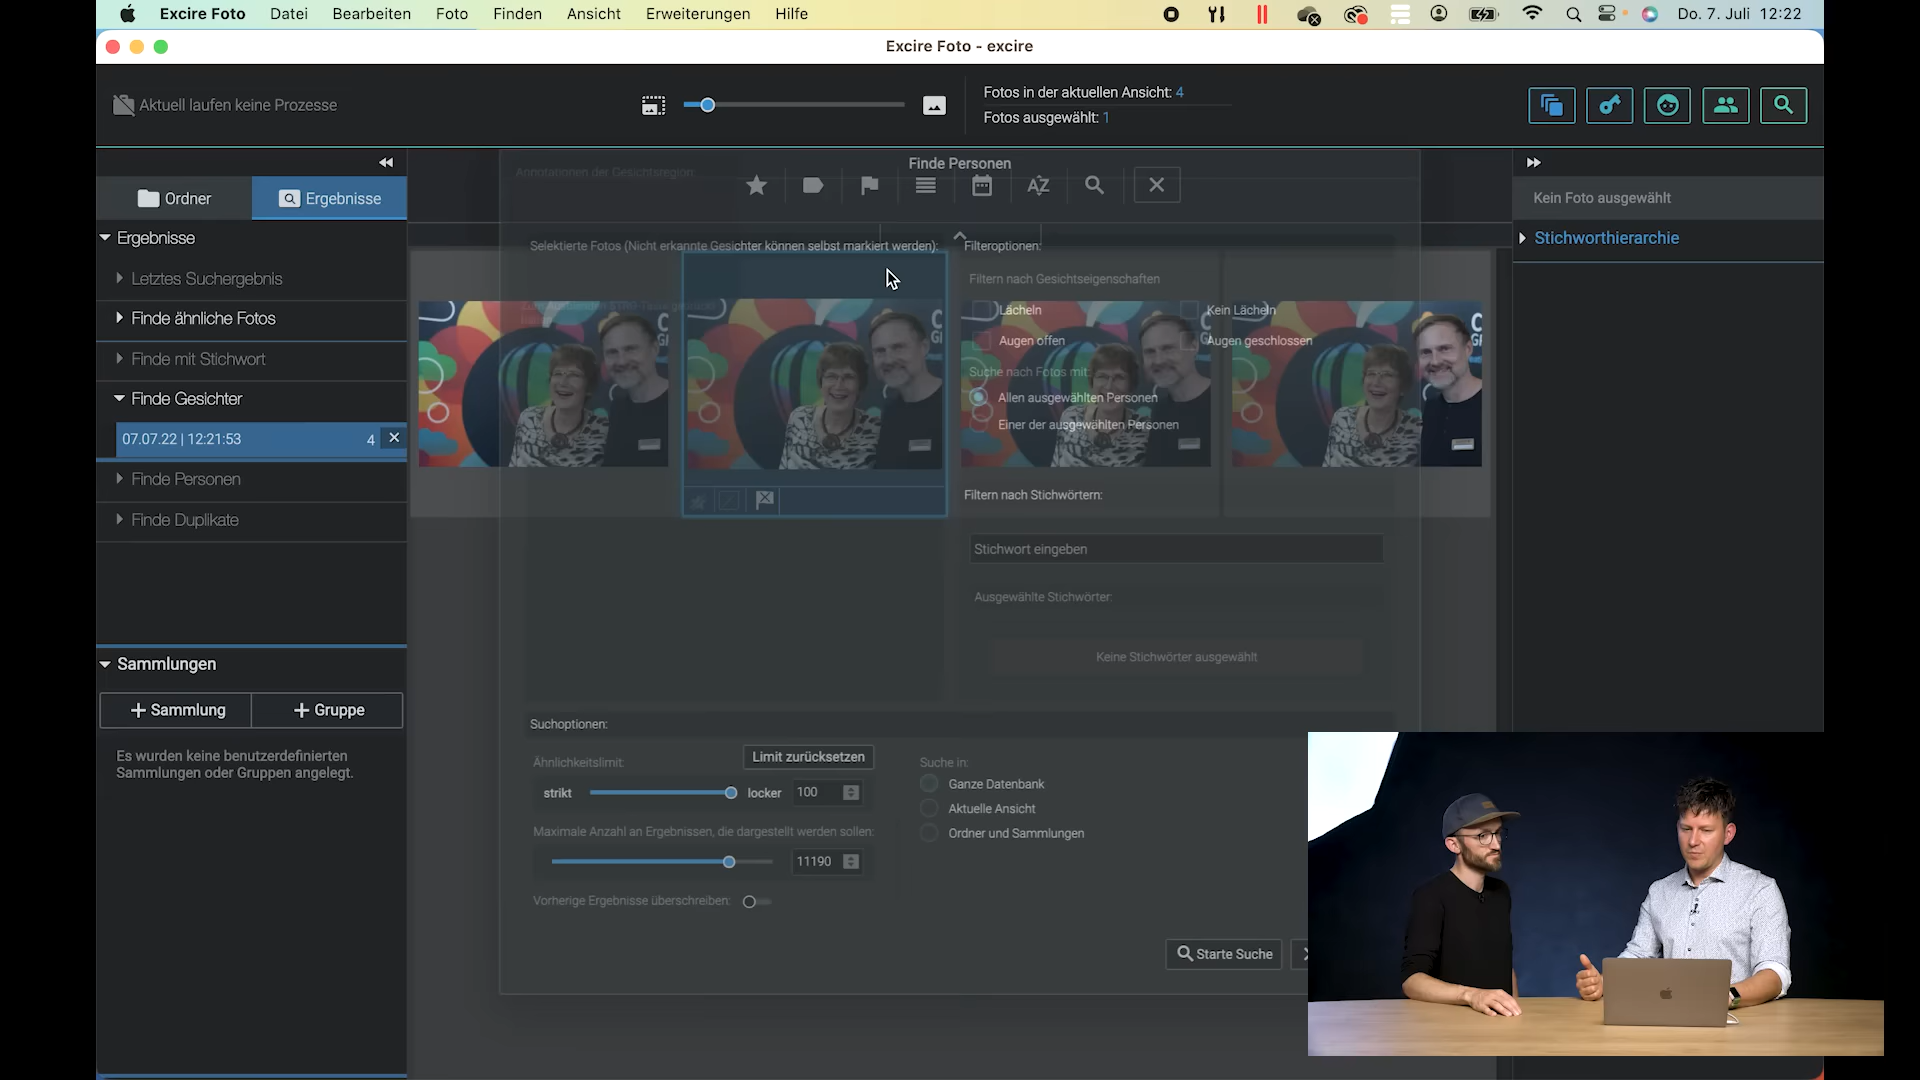 Excire Foto Datei Bearbeiten Foto Finden Ansicht Erweiterungen Hilfe Do. 7. Juli 12:22
Excire Foto - excire
Aktuell laufen keine Prozesse
Fotos in der aktuellen Ansicht: 4
Fotos ausgewählt: 1
Ordner
Ergebnisse
Ergebnisse
Letztes Suchergebnis
Finde ähnliche Fotos
Finde mit Stichwort
Finde Gesichter
07.07.22 | 12:21:53 4
Finde Personen
Finde Duplikate
Sammlungen
+ Sammlung
+ Gruppe
Es wurden keine benutzerdefinierten
Sammlungen oder Gruppen angelegt.
Finde Personen
Annotationen der Gesichtsregion:
Selektierte Fotos (Nicht erkannte Gesichter können selbst markiert werden):
Filteroptionen:
Filtern nach Gesichtseigenschaften
Lächeln
Kein Lächeln
Augen offen
Augen geschlossen
Suche nach Fotos mit:
Allen ausgewählten Personen
Einer der ausgewählten Personen
Filtern nach Stichwörtern:
Stichwort eingeben
Ausgewählte Stichwörter:
Keine Stichwörter ausgewählt
Suchoptionen:
Ähnlichkeitslimit:
Limit zurücksetzen
strikt
locker
100
Maximale Anzahl an Ergebnissen, die dargestellt werden sollen:
11190
Vorherige Ergebnisse überschreiben:
Suche in:
Ganze Datenbank
Aktuelle Ansicht
Ordner und Sammlungen
Starte Suche
Kein Foto ausgewählt
Stichworthierarchie